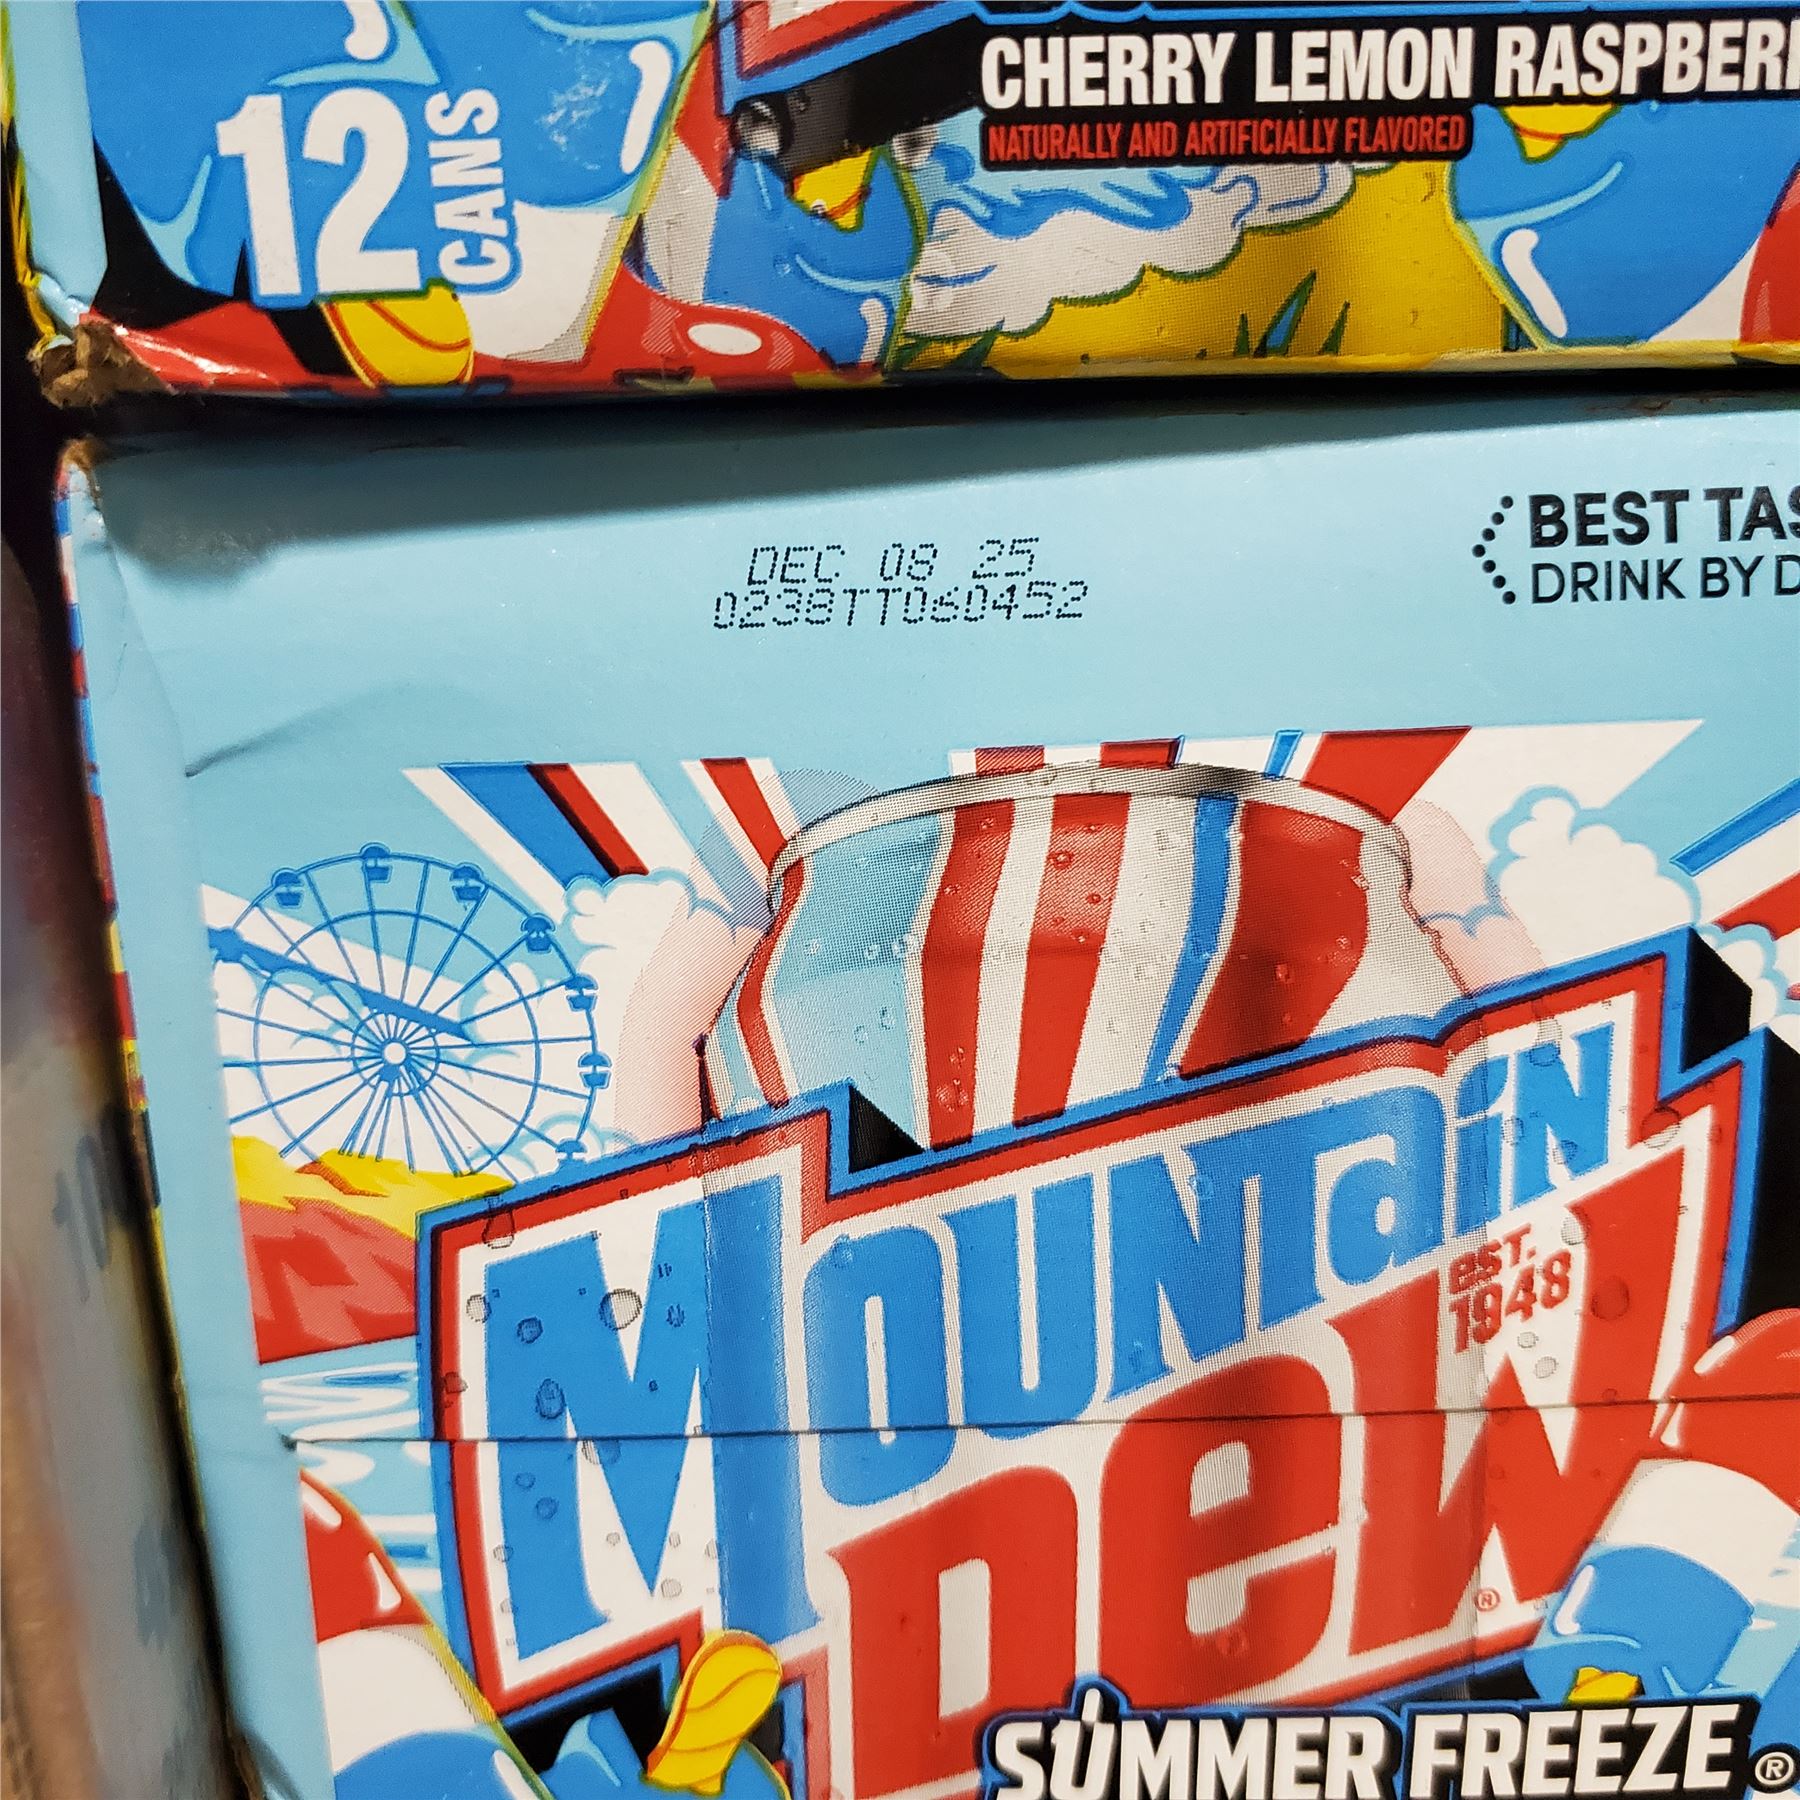 CHERRY LEMON RASPBER
NATURALLY AND ARTIFICIALLY FLAVORED
12 CANS
BEST TAS
DRINK BY D
DEC 08 25
0238TT060452
MOUNTaiN
EST.
1948
Dew®
SUMMER FREEZE®